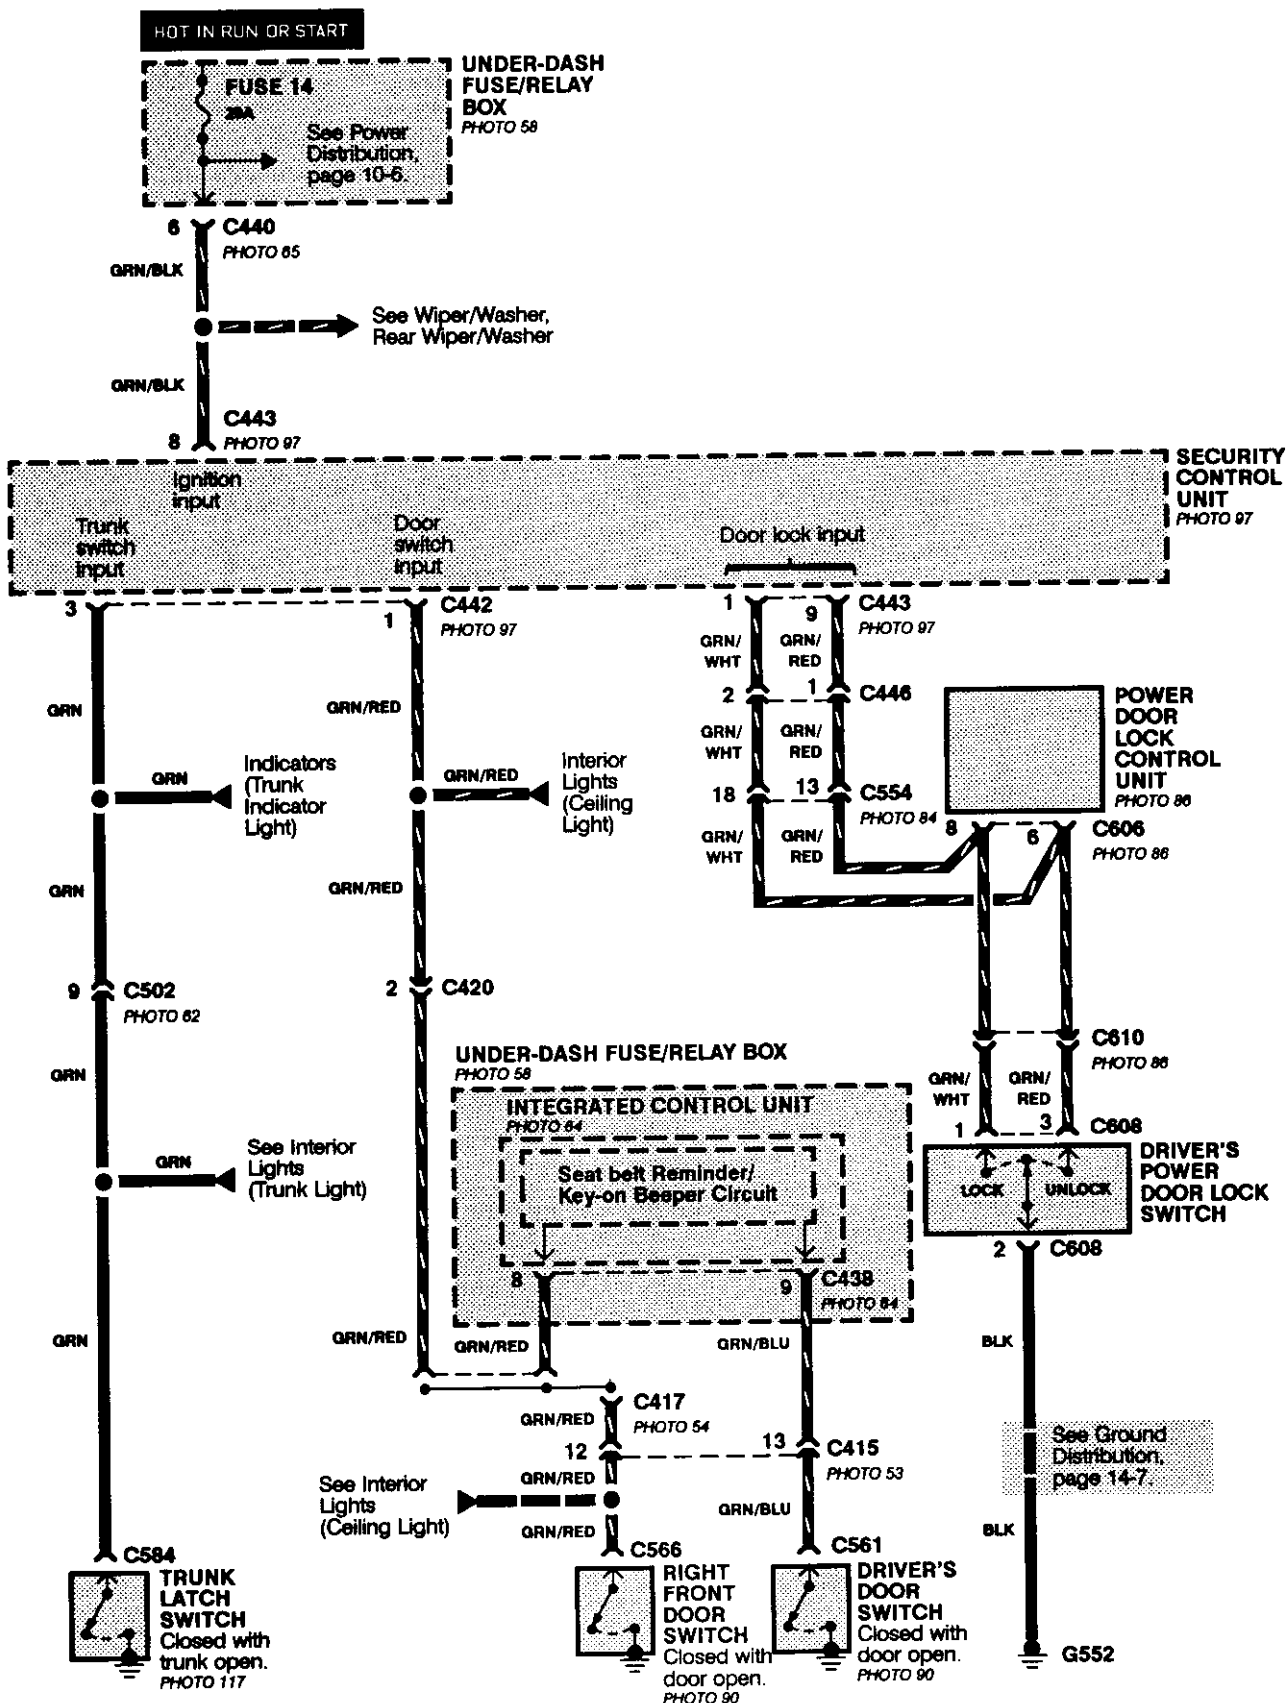 HOT IN RUN OR START
UNDER-DASH
FUSE/RELAY
BOX
PHOTO 58
FUSE 14
20A
See Power
Distribution,
page 10-6.
6
C440
PHOTO 65
GRN/BLK
See Wiper/Washer,
Rear Wiper/Washer
GRN/BLK
C443
8
PHOTO 97
SECURITY
CONTROL
UNIT
PHOTO 97
Ignition
input
Trunk
switch
input
Door
switch
input
Door lock input
3
1
C442
PHOTO 97
1
9
C443
PHOTO 97
GRN/
WHT
GRN/
RED
2
1
C446
GRN
GRN/RED
GRN/
WHT
GRN/
RED
POWER
DOOR
LOCK
CONTROL
UNIT
PHOTO 86
GRN
Indicators
(Trunk
Indicator
Light)
GRN/RED
Interior
Lights
(Ceiling
Light)
18
13
C554
PHOTO 84
GRN/
WHT
GRN/
RED
8
6
C606
PHOTO 86
GRN
GRN/RED
9
C502
PHOTO 62
2
C420
C610
PHOTO 86
GRN
UNDER-DASH FUSE/RELAY BOX
PHOTO 58
INTEGRATED CONTROL UNIT
PHOTO 64
Seat belt Reminder/
Key-on Beeper Circuit
GRN/
WHT
GRN/
RED
1
3
C608
DRIVER'S
POWER
DOOR LOCK
SWITCH
LOCK
UNLOCK
GRN
See Interior
Lights
(Trunk Light)
2
C608
8
9
C438
PHOTO 64
GRN
GRN/RED
GRN/RED
GRN/BLU
BLK
C417
PHOTO 54
GRN/RED
12
13
C415
PHOTO 53
See Ground
Distribution,
page 14-7.
See Interior
Lights
(Ceiling Light)
GRN/RED
GRN/RED
GRN/BLU
BLK
C584
TRUNK
LATCH
SWITCH
Closed with
trunk open.
PHOTO 117
C566
RIGHT
FRONT
DOOR
SWITCH
Closed with
door open.
PHOTO 90
C561
DRIVER'S
DOOR
SWITCH
Closed with
door open.
PHOTO 90
G552